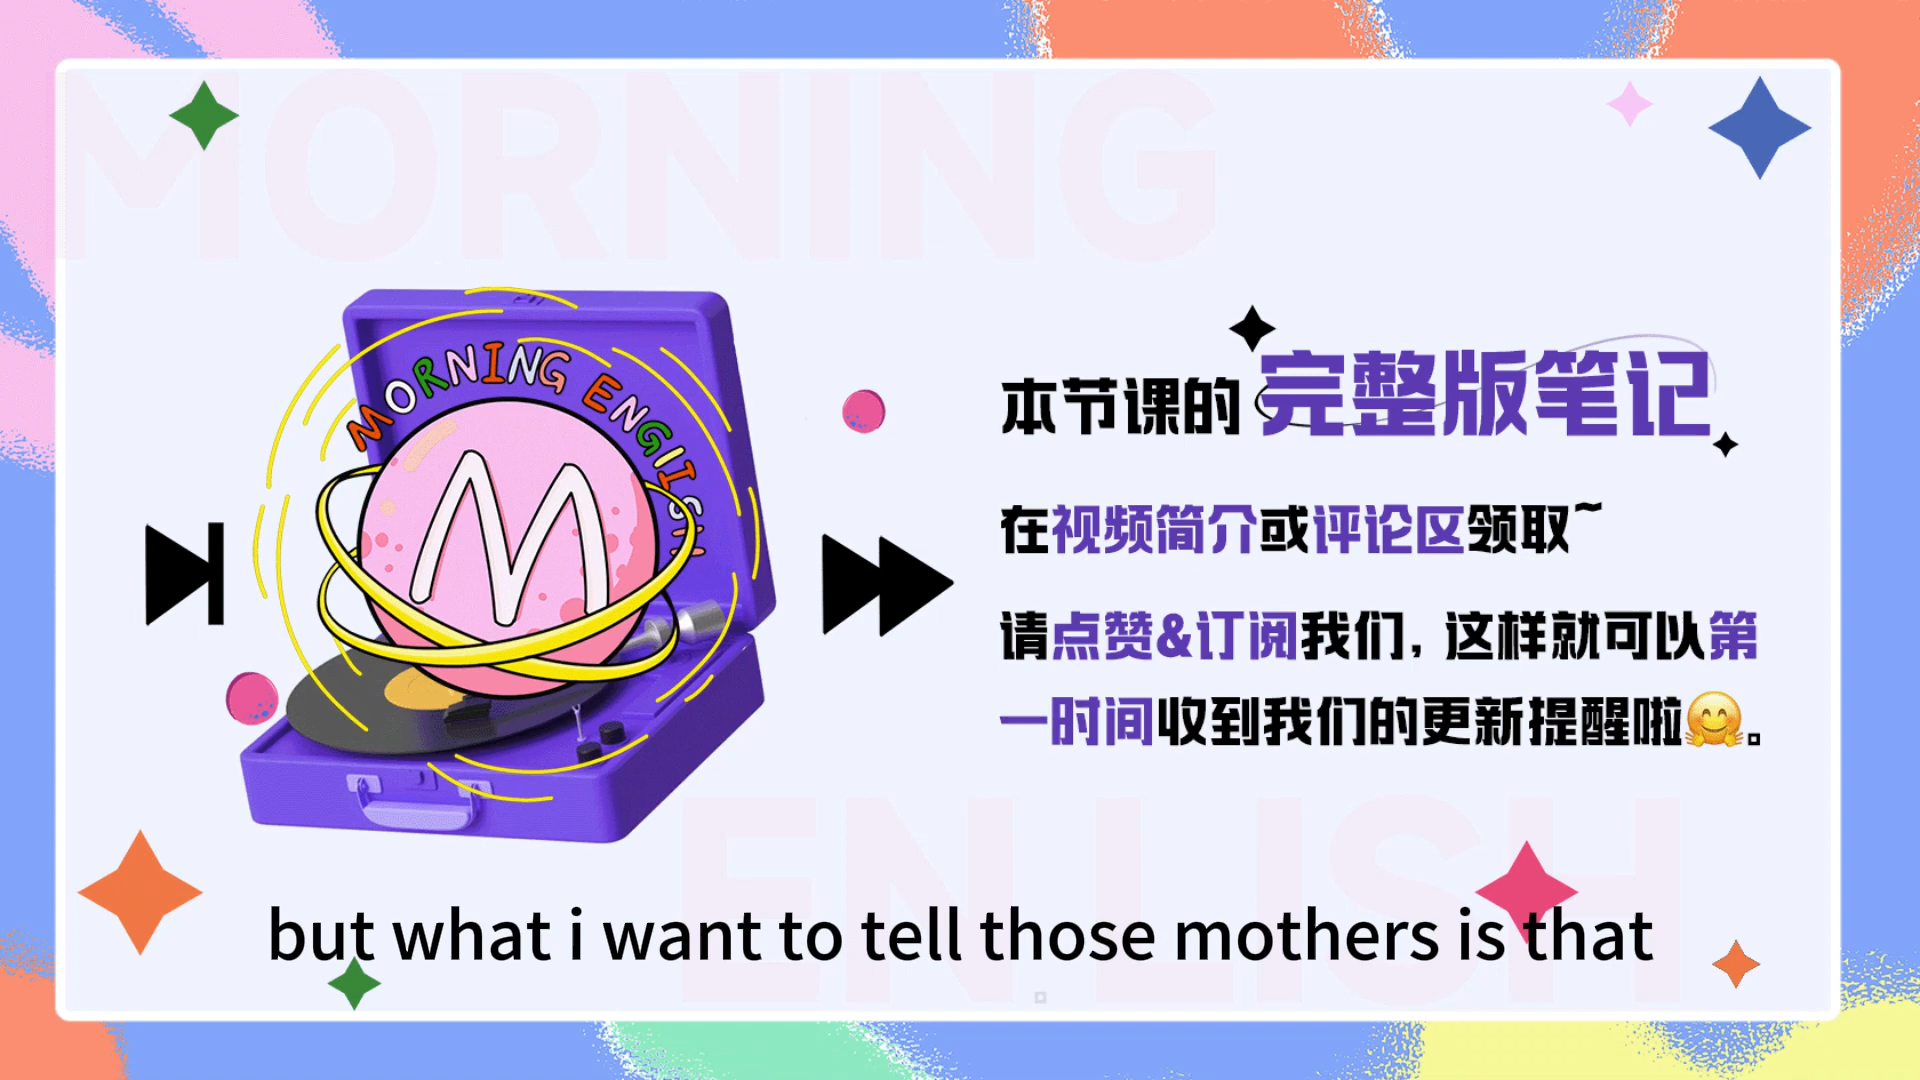 MORNING
MORNING ENGlISH
M
本节课的 完整版笔记
在视频简介或评论区领取~
请点赞&订阅我们, 这样就可以第
一时间收到我们的更新提醒啦🤗。
EN LISH
but what i want to tell those mothers is that